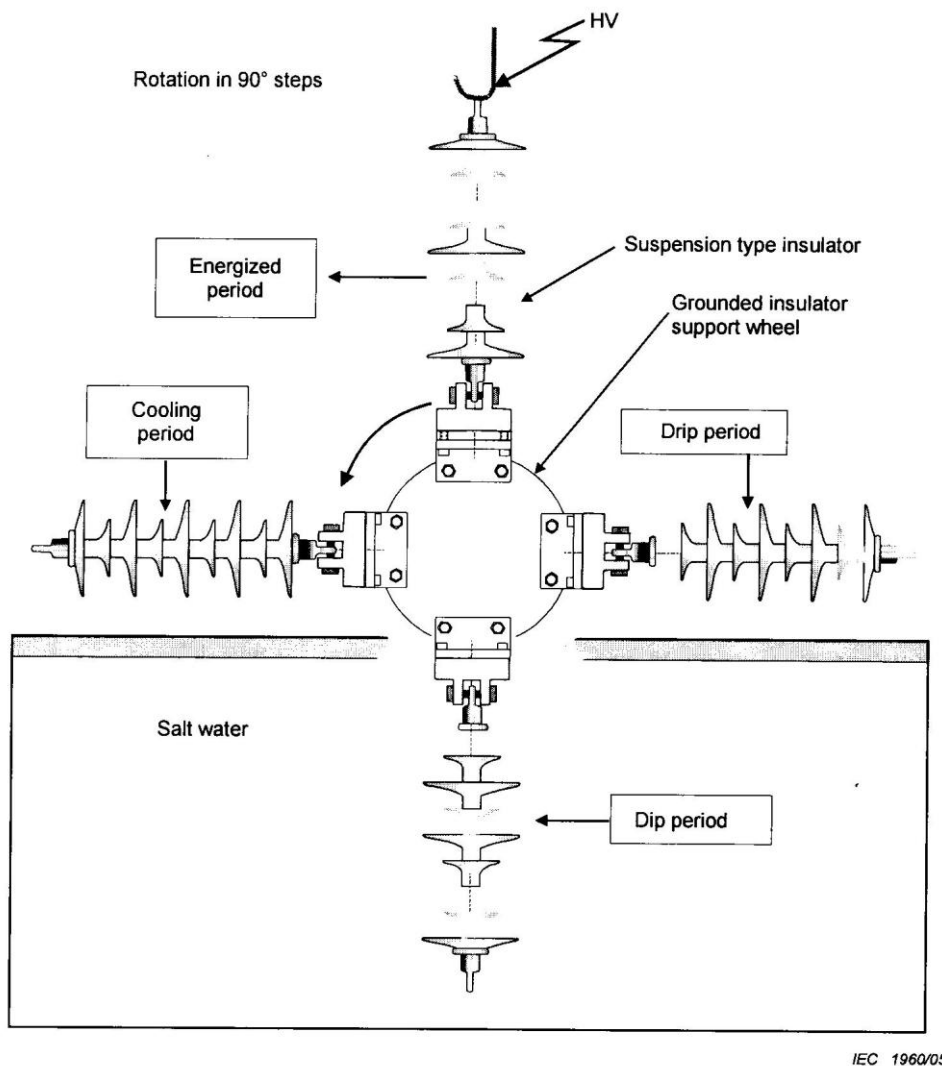 HV
Rotation in 90° steps
Suspension type insulator
Energized
period
Grounded insulator
support wheel
Cooling
period
Drip period
Salt water
Dip period
IEC 1960/05